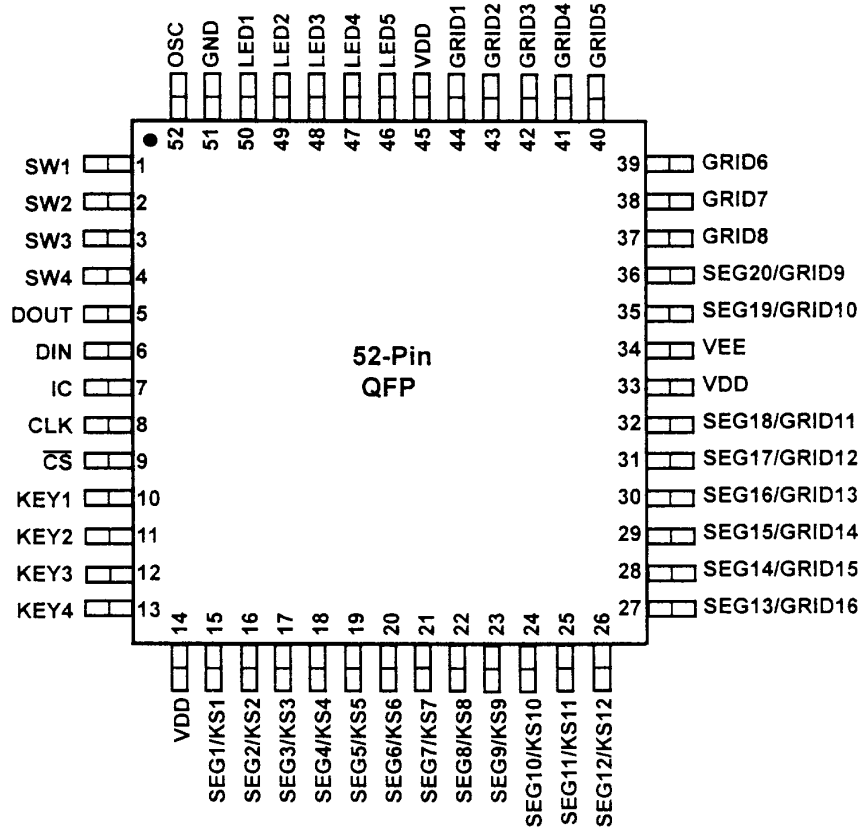 OSC
GND
LED1
LED2
LED3
LED4
LED5
VDD
GRID1
GRID2
GRID3
GRID4
GRID5
52
51
50
49
48
47
46
45
44
43
42
41
40
SW1 1
SW2 2
SW3 3
SW4 4
DOUT 5
DIN 6
IC 7
CLK 8
C̅S̅ 9
KEY1 10
KEY2 11
KEY3 12
KEY4 13
52-Pin
QFP
39 GRID6
38 GRID7
37 GRID8
36 SEG20/GRID9
35 SEG19/GRID10
34 VEE
33 VDD
32 SEG18/GRID11
31 SEG17/GRID12
30 SEG16/GRID13
29 SEG15/GRID14
28 SEG14/GRID15
27 SEG13/GRID16
14
15
16
17
18
19
20
21
22
23
24
25
26
VDD
SEG1/KS1
SEG2/KS2
SEG3/KS3
SEG4/KS4
SEG5/KS5
SEG6/KS6
SEG7/KS7
SEG8/KS8
SEG9/KS9
SEG10/KS10
SEG11/KS11
SEG12/KS12